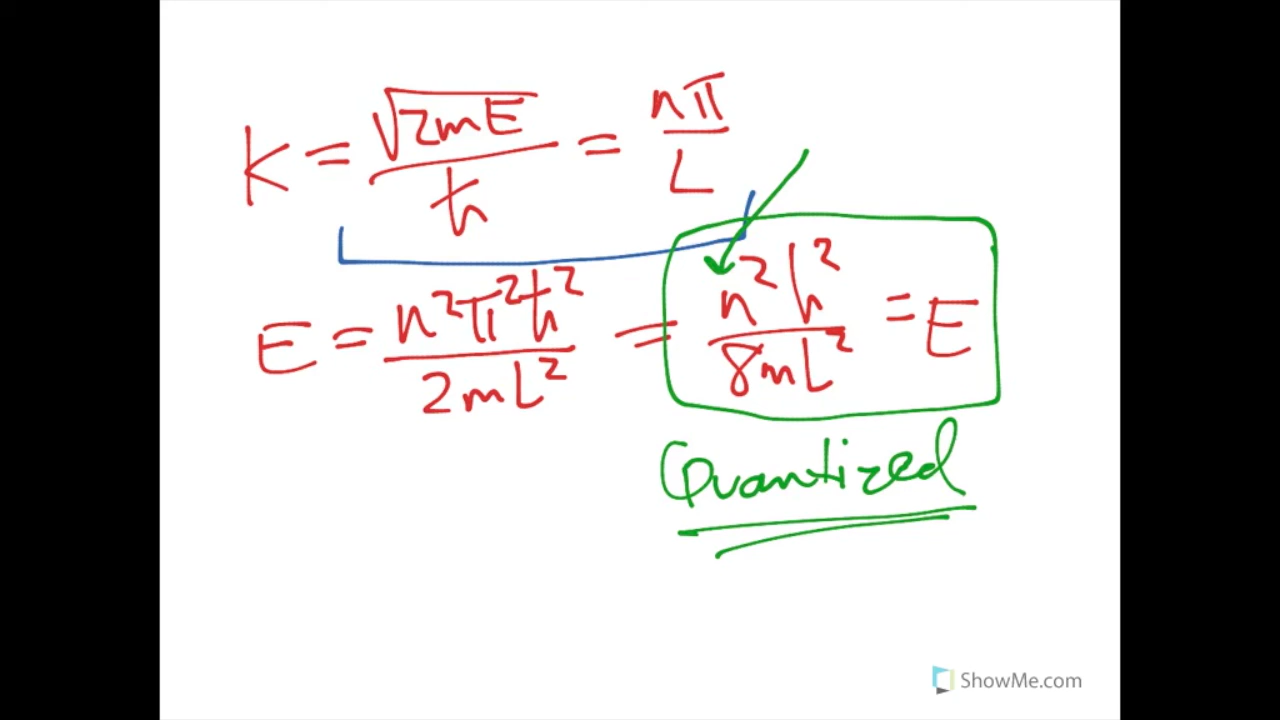 K = √2mE / ħ = nπ / L
E = n²π²ħ² / 2mL² = n²h² / 8mL² = E
Quantized
ShowMe.com